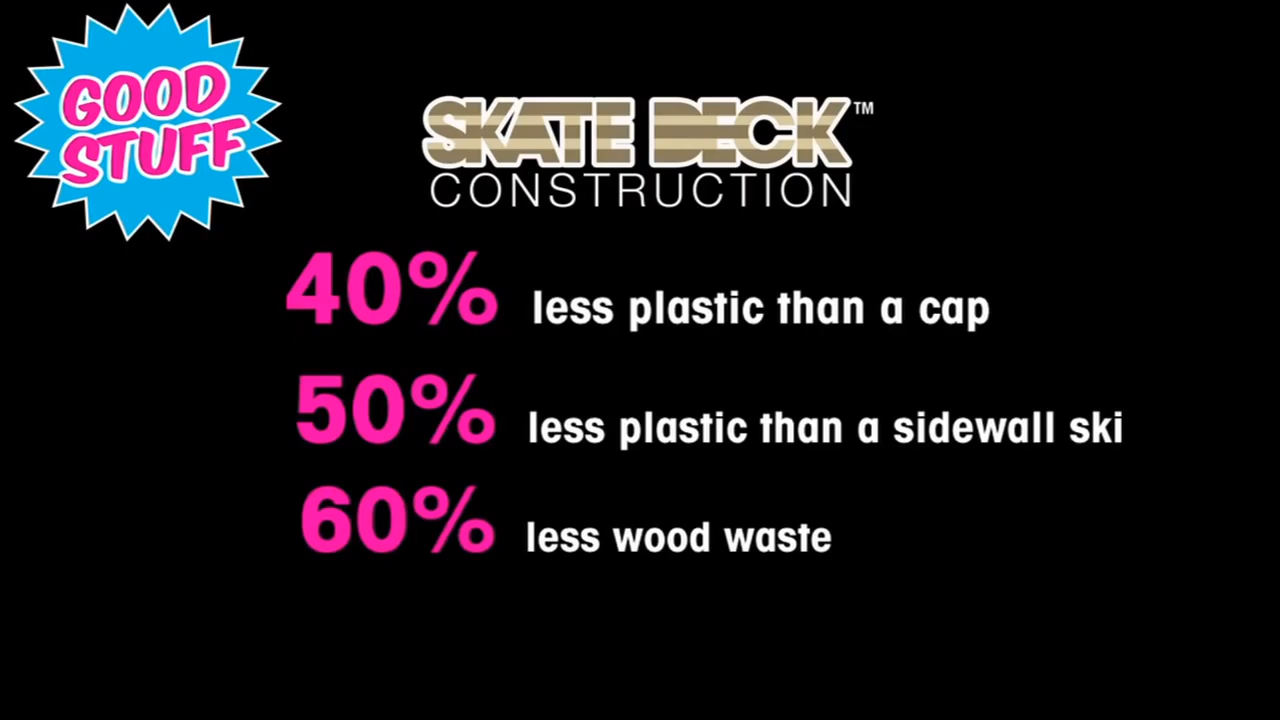 GOOD
STUFF
SKATE DECK™
CONSTRUCTION
40% less plastic than a cap
50% less plastic than a sidewall ski
60% less wood waste